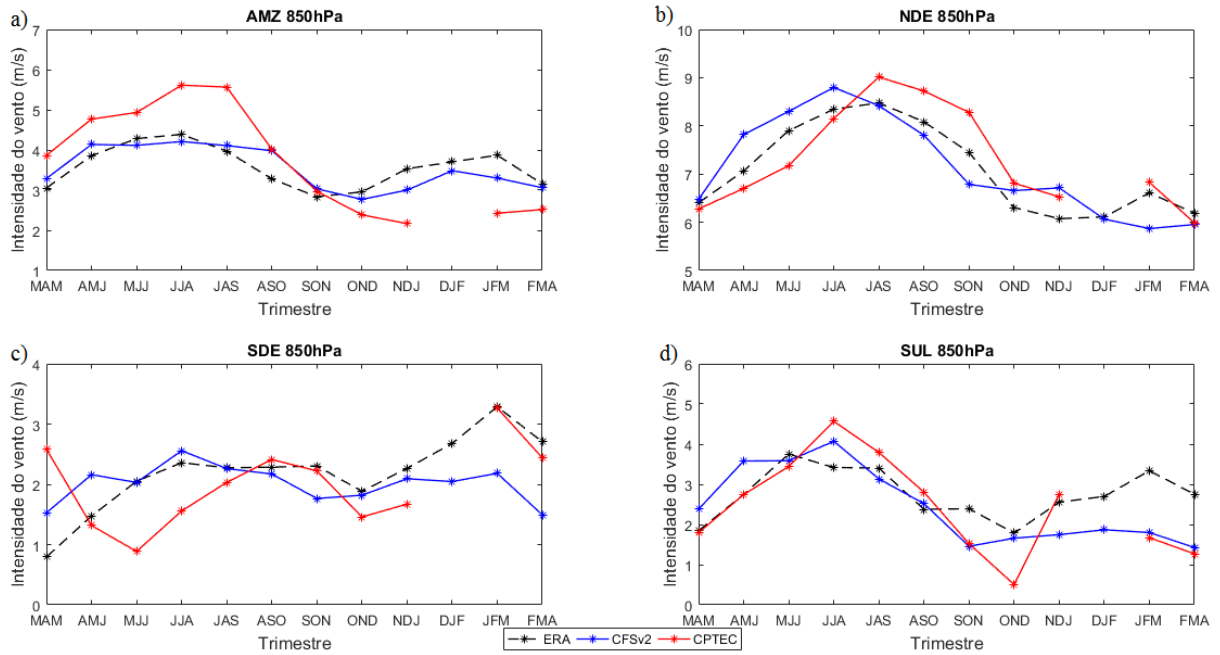 a)
AMZ 850hPa
Intensidade do vento (m/s)
7
6
5
4
3
2
1
MAM AMJ MJJ JJA JAS ASO SON OND NDJ DJF JFM FMA
Trimestre
b)
NDE 850hPa
Intensidade do vento (m/s)
10
9
8
7
6
5
MAM AMJ MJJ JJA JAS ASO SON OND NDJ DJF JFM FMA
Trimestre
c)
SDE 850hPa
Intensidade do vento (m/s)
4
3
2
1
0
MAM AMJ MJJ JJA JAS ASO SON OND NDJ DJF JFM FMA
Trimestre
d)
SUL 850hPa
Intensidade do vento (m/s)
6
5
4
3
2
1
0
MAM AMJ MJJ JJA JAS ASO SON OND NDJ DJF JFM FMA
Trimestre
ERA CFSv2 CPTEC